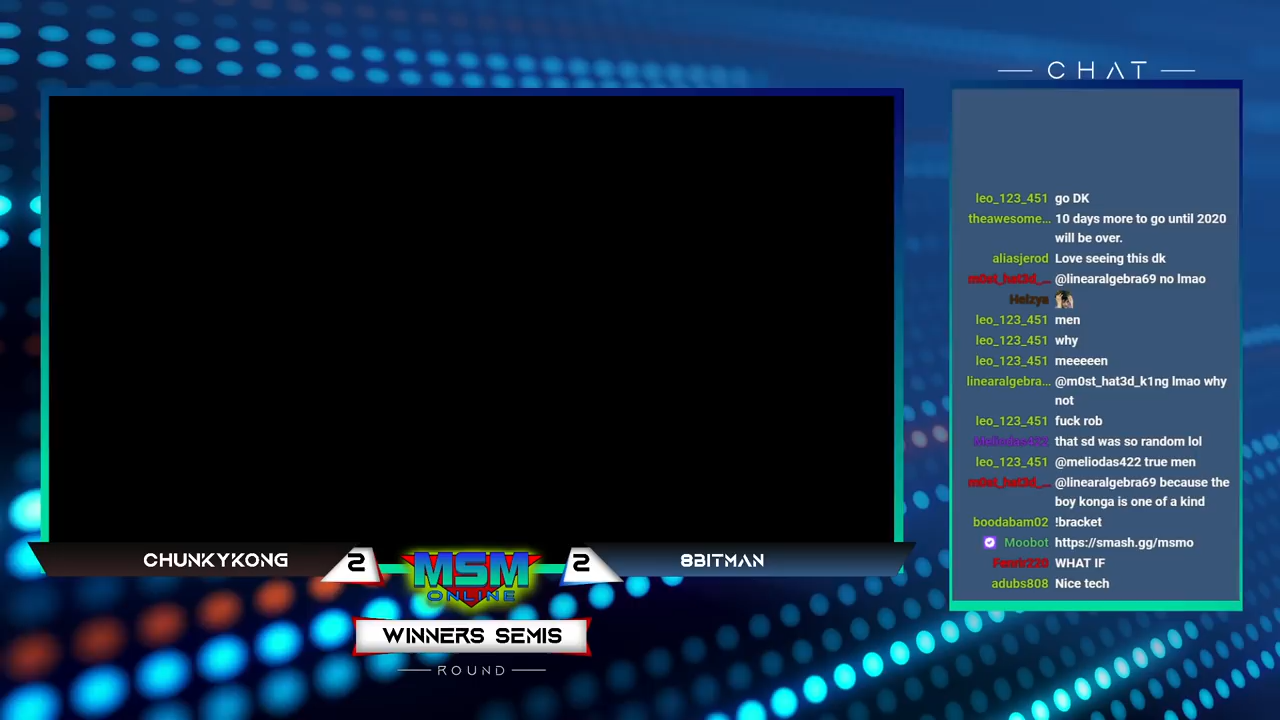 CHAT
leo_123_451 go DK
theawesome... 10 days more to go until 2020
will be over.
aliasjerod Love seeing this dk
m0st_hat3d_... @linearalgebra69 no lmao
Helzya
leo_123_451 men
leo_123_451 why
leo_123_451 meeeeen
linearalgebra... @m0st_hat3d_k1ng lmao why
not
leo_123_451 fuck rob
Meliodas422 that sd was so random lol
leo_123_451 @meliodas422 true men
m0st_hat3d_... @linearalgebra69 because the
boy konga is one of a kind
boodabam02 !bracket
Moobot https://smash.gg/msmo
WHAT IF
adubs808 Nice tech
CHUNKYKONG 2 MSM ONLINE 2 8BITMAN
WINNERS SEMIS
ROUND